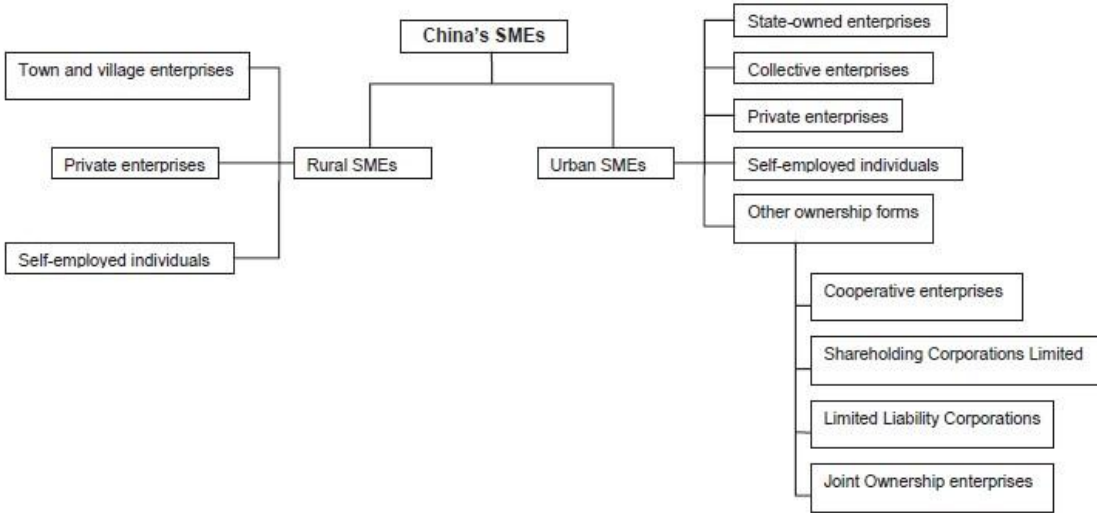 China's SMEs
Town and village enterprises
Private enterprises
Self-employed individuals
Rural SMEs
Urban SMEs
State-owned enterprises
Collective enterprises
Private enterprises
Self-employed individuals
Other ownership forms
Cooperative enterprises
Shareholding Corporations Limited
Limited Liability Corporations
Joint Ownership enterprises